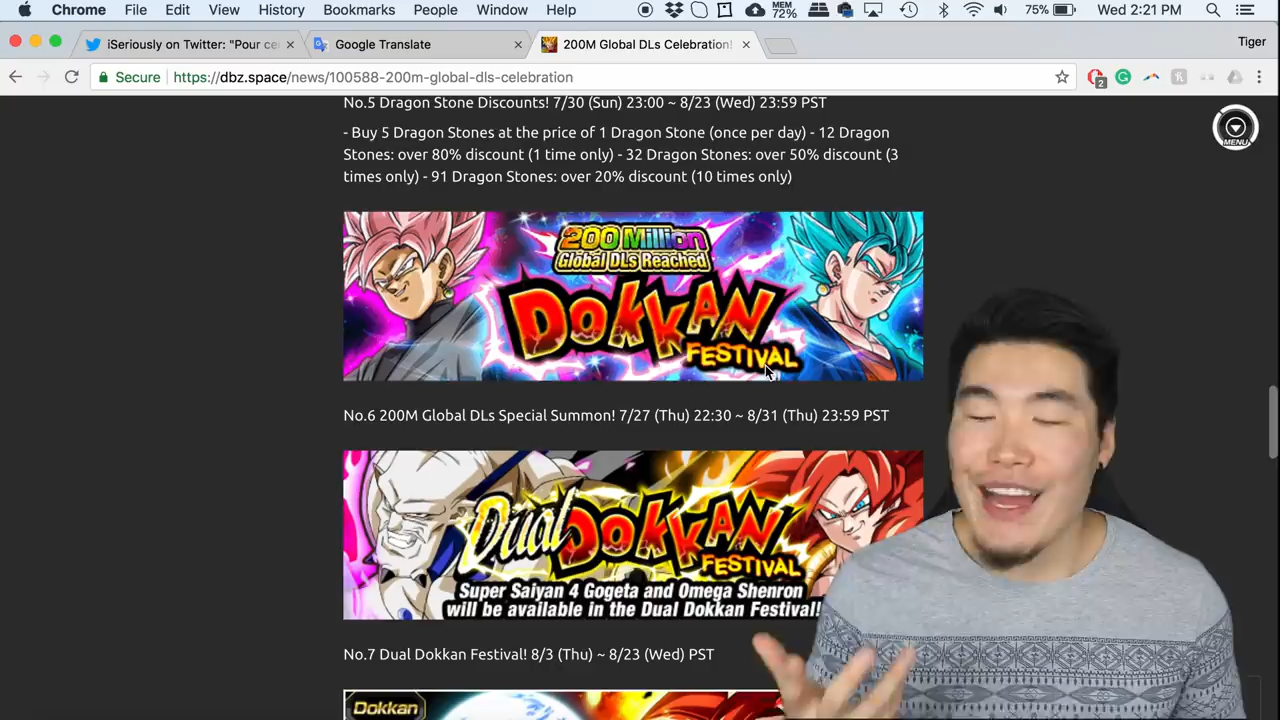 Chrome File Edit View History Bookmarks People Window Help MEM 72% 75% Wed 2:21 PM
iSeriously on Twitter: "Pour ce Google Translate 200M Global DLs Celebration! Tiger
Secure https://dbz.space/news/100588-200m-global-dls-celebration 2
No.5 Dragon Stone Discounts! 7/30 (Sun) 23:00 ~ 8/23 (Wed) 23:59 PST
MENU
- Buy 5 Dragon Stones at the price of 1 Dragon Stone (once per day) - 12 Dragon
Stones: over 80% discount (1 time only) - 32 Dragon Stones: over 50% discount (3
times only) - 91 Dragon Stones: over 20% discount (10 times only)
200 Million
Global DLs Reached
DOKKAN
FESTIVAL
No.6 200M Global DLs Special Summon! 7/27 (Thu) 22:30 ~ 8/31 (Thu) 23:59 PST
Dual DOKKAN
FESTIVAL
Super Saiyan 4 Gogeta and Omega Shenron
will be available in the Dual Dokkan Festival!
No.7 Dual Dokkan Festival! 8/3 (Thu) ~ 8/23 (Wed) PST
Dokkan